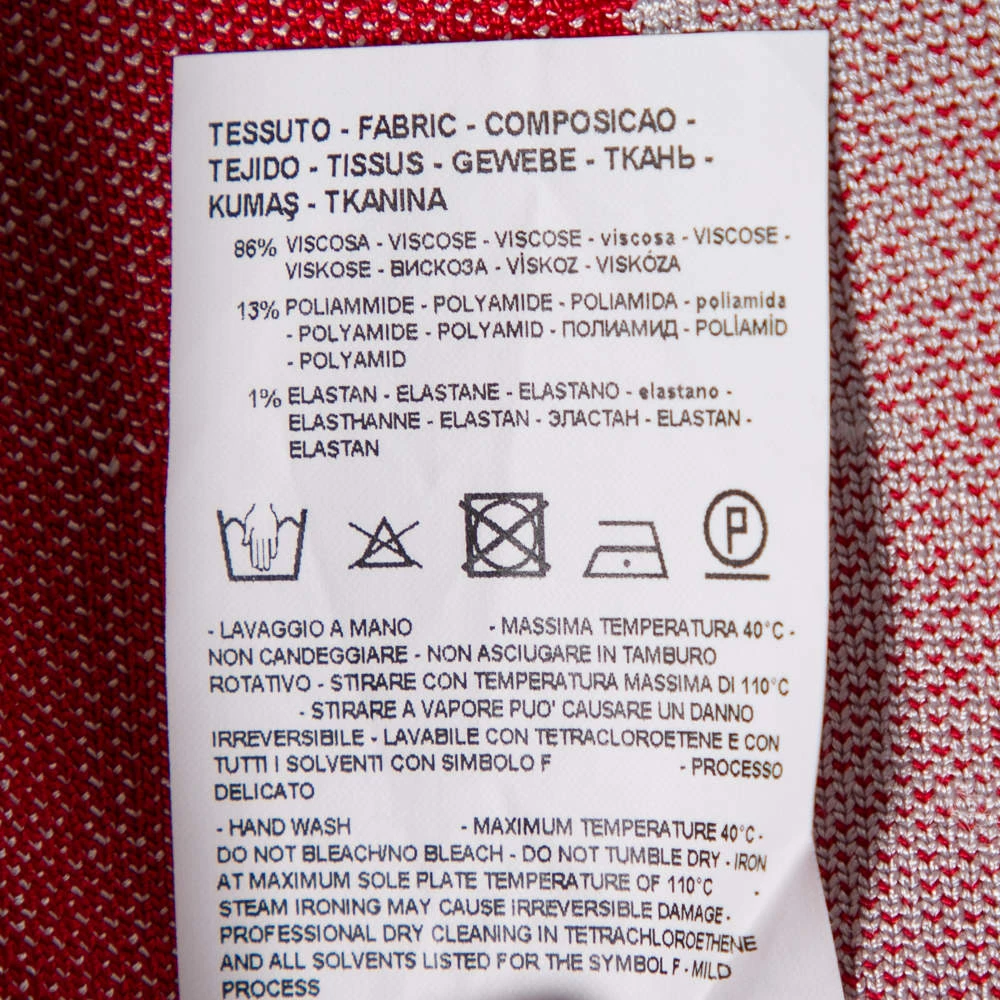 TESSUTO - FABRIC - COMPOSICAO -
TEJIDO - TISSUS - GEWEBE - ТКАНЬ -
KUMAŞ - TKANINA
86% VISCOSA - VISCOSE - VISCOSE - viscosa - VISCOSE -
VISKOSE - ВИСКОЗА - VİSKOZ - VISKÓZA
13% POLIAMMIDE - POLYAMIDE - POLIAMIDA - poliamida
- POLYAMIDE - POLYAMID - ПОЛИАМИД - POLİAMİD
- POLYAMID
1% ELASTAN - ELASTANE - ELASTANO - elastano -
ELASTHANNE - ELASTAN - ЭЛАСТАН - ELASTAN -
ELASTAN
P
- LAVAGGIO A MANO - MASSIMA TEMPERATURA 40°C -
NON CANDEGGIARE - NON ASCIUGARE IN TAMBURO
ROTATIVO - STIRARE CON TEMPERATURA MASSIMA DI 110°C
- STIRARE A VAPORE PUO' CAUSARE UN DANNO
IRREVERSIBILE - LAVABILE CON TETRACLOROETENE E CON
TUTTI I SOLVENTI CON SIMBOLO F - PROCESSO
DELICATO
- HAND WASH - MAXIMUM TEMPERATURE 40°C -
DO NOT BLEACH/NO BLEACH - DO NOT TUMBLE DRY - IRON
AT MAXIMUM SOLE PLATE TEMPERATURE OF 110°C -
STEAM IRONING MAY CAUSE IRREVERSIBLE DAMAGE -
PROFESSIONAL DRY CLEANING IN TETRACHLOROETHENE
AND ALL SOLVENTS LISTED FOR THE SYMBOL F - MILD
PROCESS